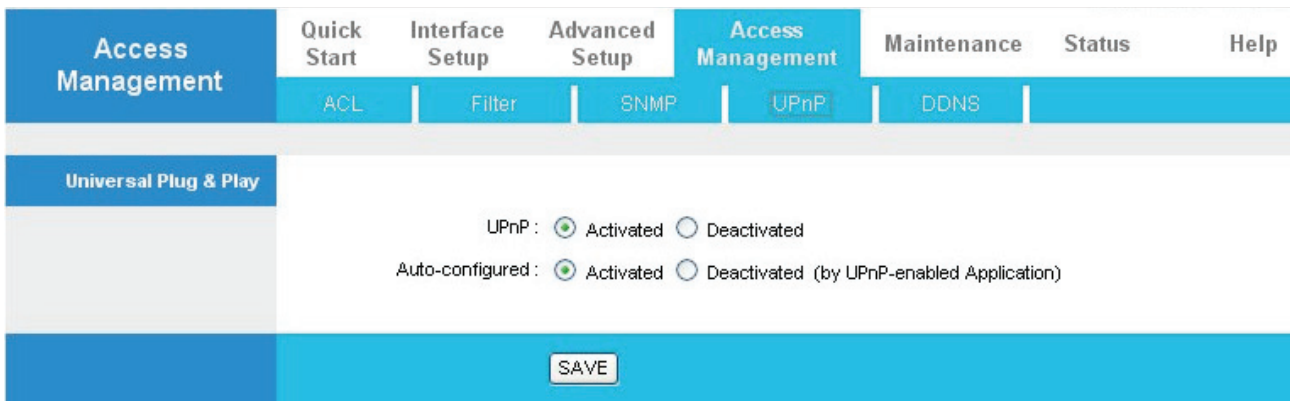 Access Management
Quick Start
Interface Setup
Advanced Setup
Access Management
Maintenance
Status
Help
ACL
Filter
SNMP
UPnP
DDNS
Universal Plug & Play
UPnP : Activated Deactivated
Auto-configured : Activated Deactivated (by UPnP-enabled Application)
SAVE